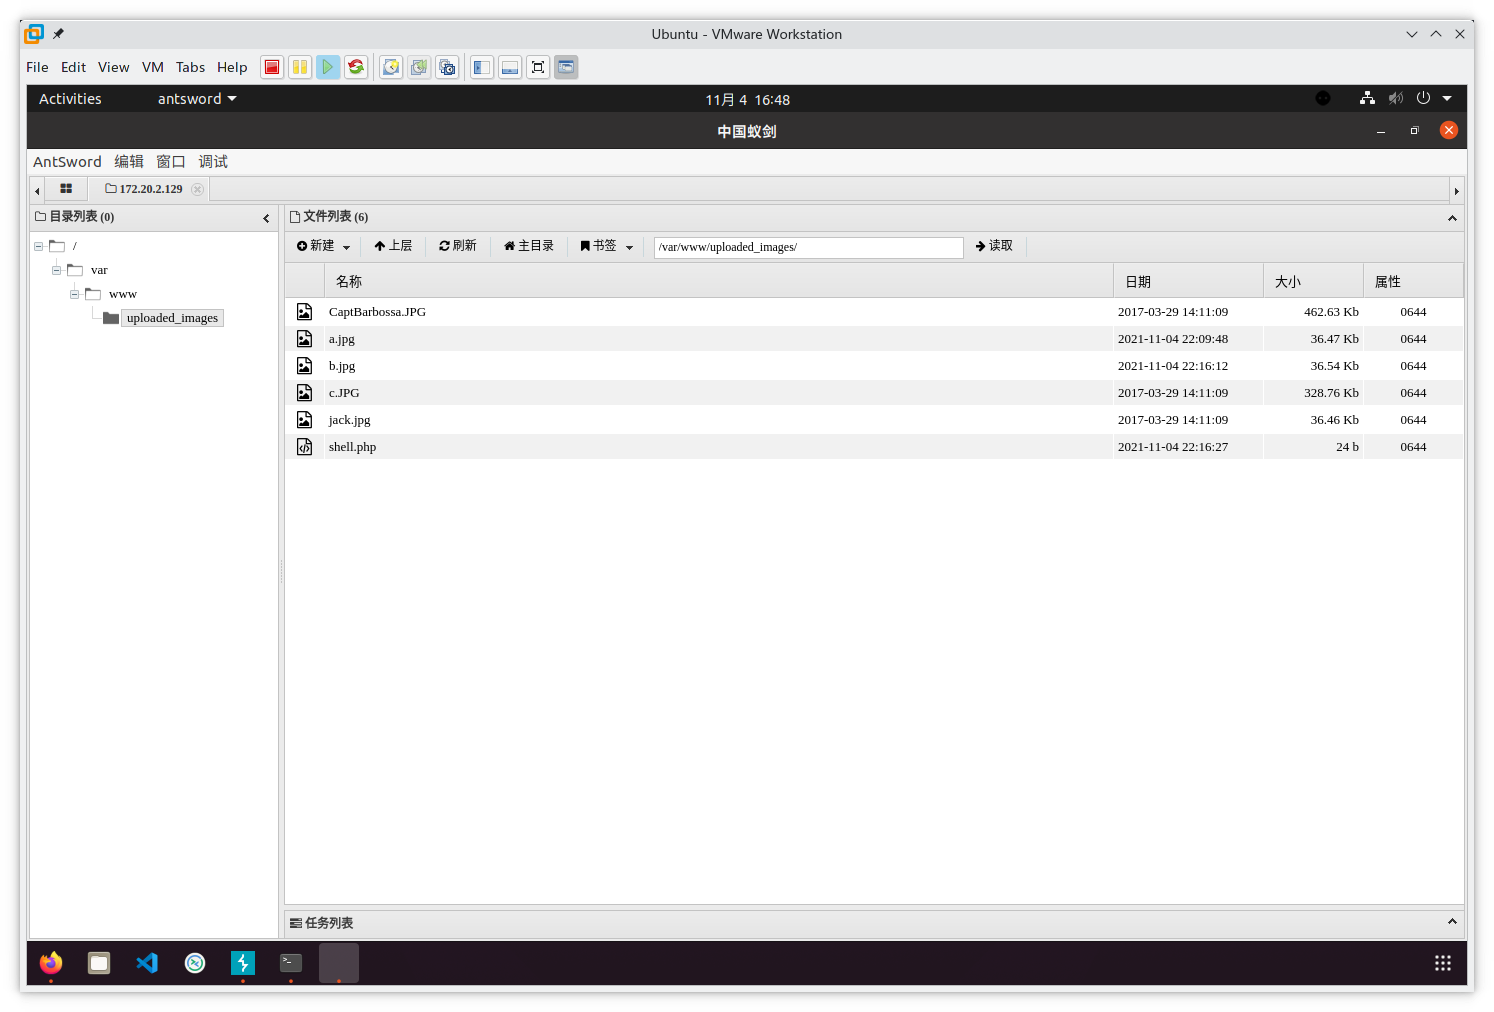 Ubuntu - VMware Workstation
File Edit View VM Tabs Help
Activities antsword 11月 4 16:48
中国蚁剑
AntSword 编辑 窗口 调试
172.20.2.129
目录列表 (0)
/
var
www
uploaded_images
文件列表 (6)
新建 上层 刷新 主目录 书签 /var/www/uploaded_images/ 读取
名称 日期 大小 属性
CaptBarbossa.JPG 2017-03-29 14:11:09 462.63 Kb 0644
a.jpg 2021-11-04 22:09:48 36.47 Kb 0644
b.jpg 2021-11-04 22:16:12 36.54 Kb 0644
c.JPG 2017-03-29 14:11:09 328.76 Kb 0644
jack.jpg 2017-03-29 14:11:09 36.46 Kb 0644
shell.php 2021-11-04 22:16:27 24 b 0644
任务列表